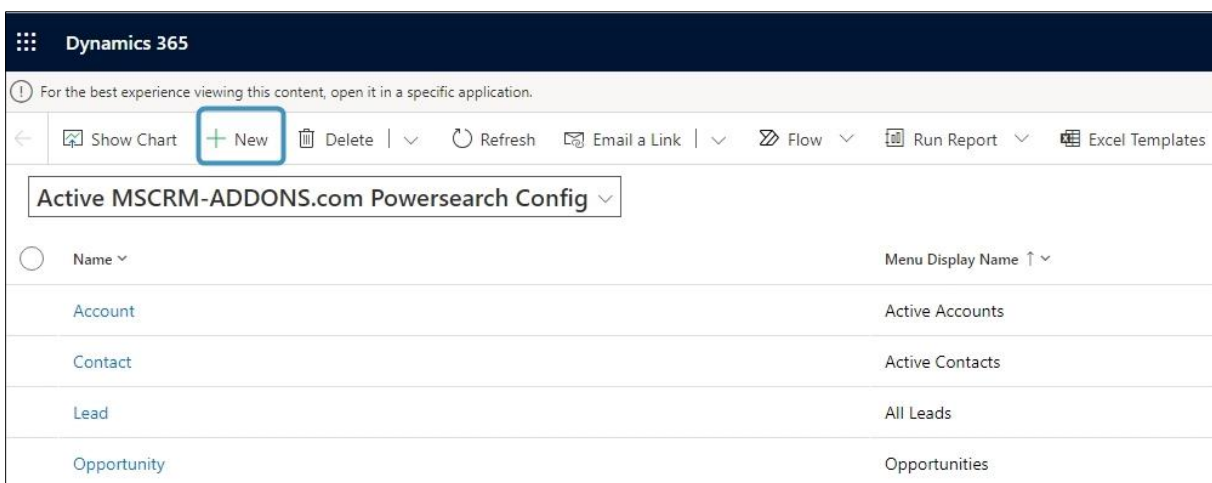 Dynamics 365
For the best experience viewing this content, open it in a specific application.
Show Chart New Delete Refresh Email a Link Flow Run Report Excel Templates
Active MSCRM-ADDONS.com Powersearch Config
Name Menu Display Name ↑
Account Active Accounts
Contact Active Contacts
Lead All Leads
Opportunity Opportunities